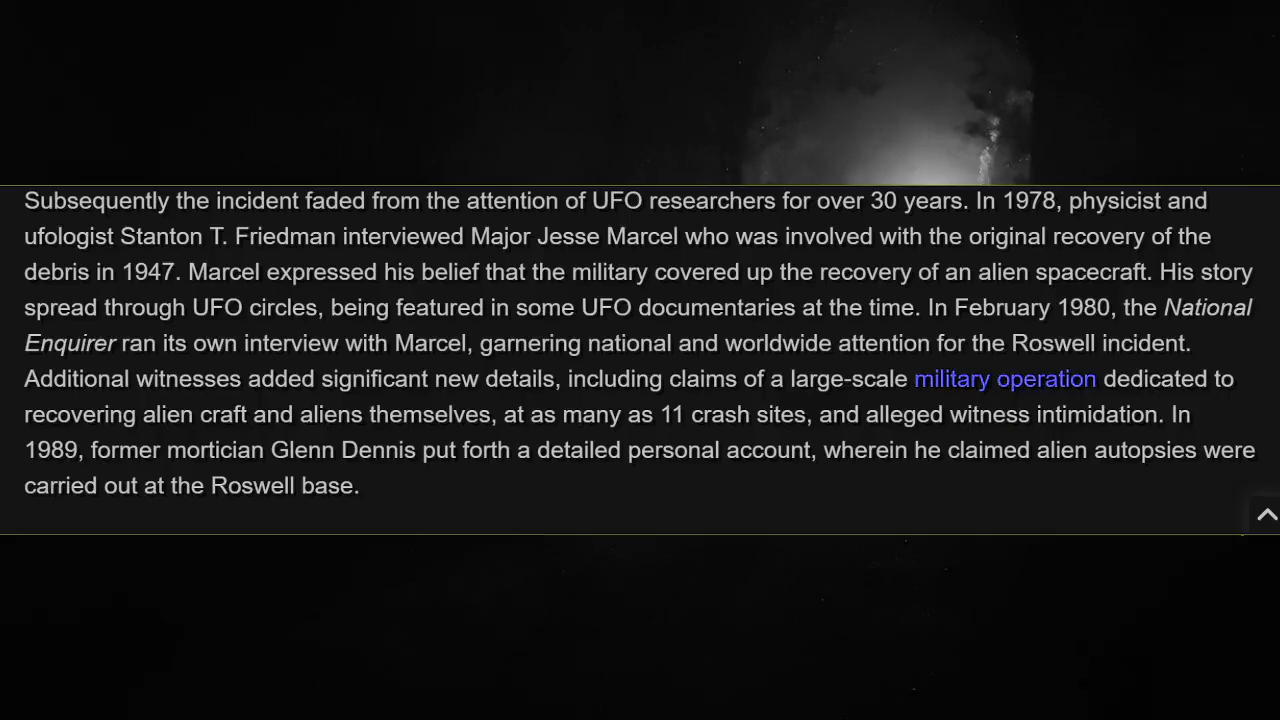 Subsequently the incident faded from the attention of UFO researchers for over 30 years. In 1978, physicist and
ufologist Stanton T. Friedman interviewed Major Jesse Marcel who was involved with the original recovery of the
debris in 1947. Marcel expressed his belief that the military covered up the recovery of an alien spacecraft. His story
spread through UFO circles, being featured in some UFO documentaries at the time. In February 1980, the National
Enquirer ran its own interview with Marcel, garnering national and worldwide attention for the Roswell incident.
Additional witnesses added significant new details, including claims of a large-scale military operation dedicated to
recovering alien craft and aliens themselves, at as many as 11 crash sites, and alleged witness intimidation. In
1989, former mortician Glenn Dennis put forth a detailed personal account, wherein he claimed alien autopsies were
carried out at the Roswell base.